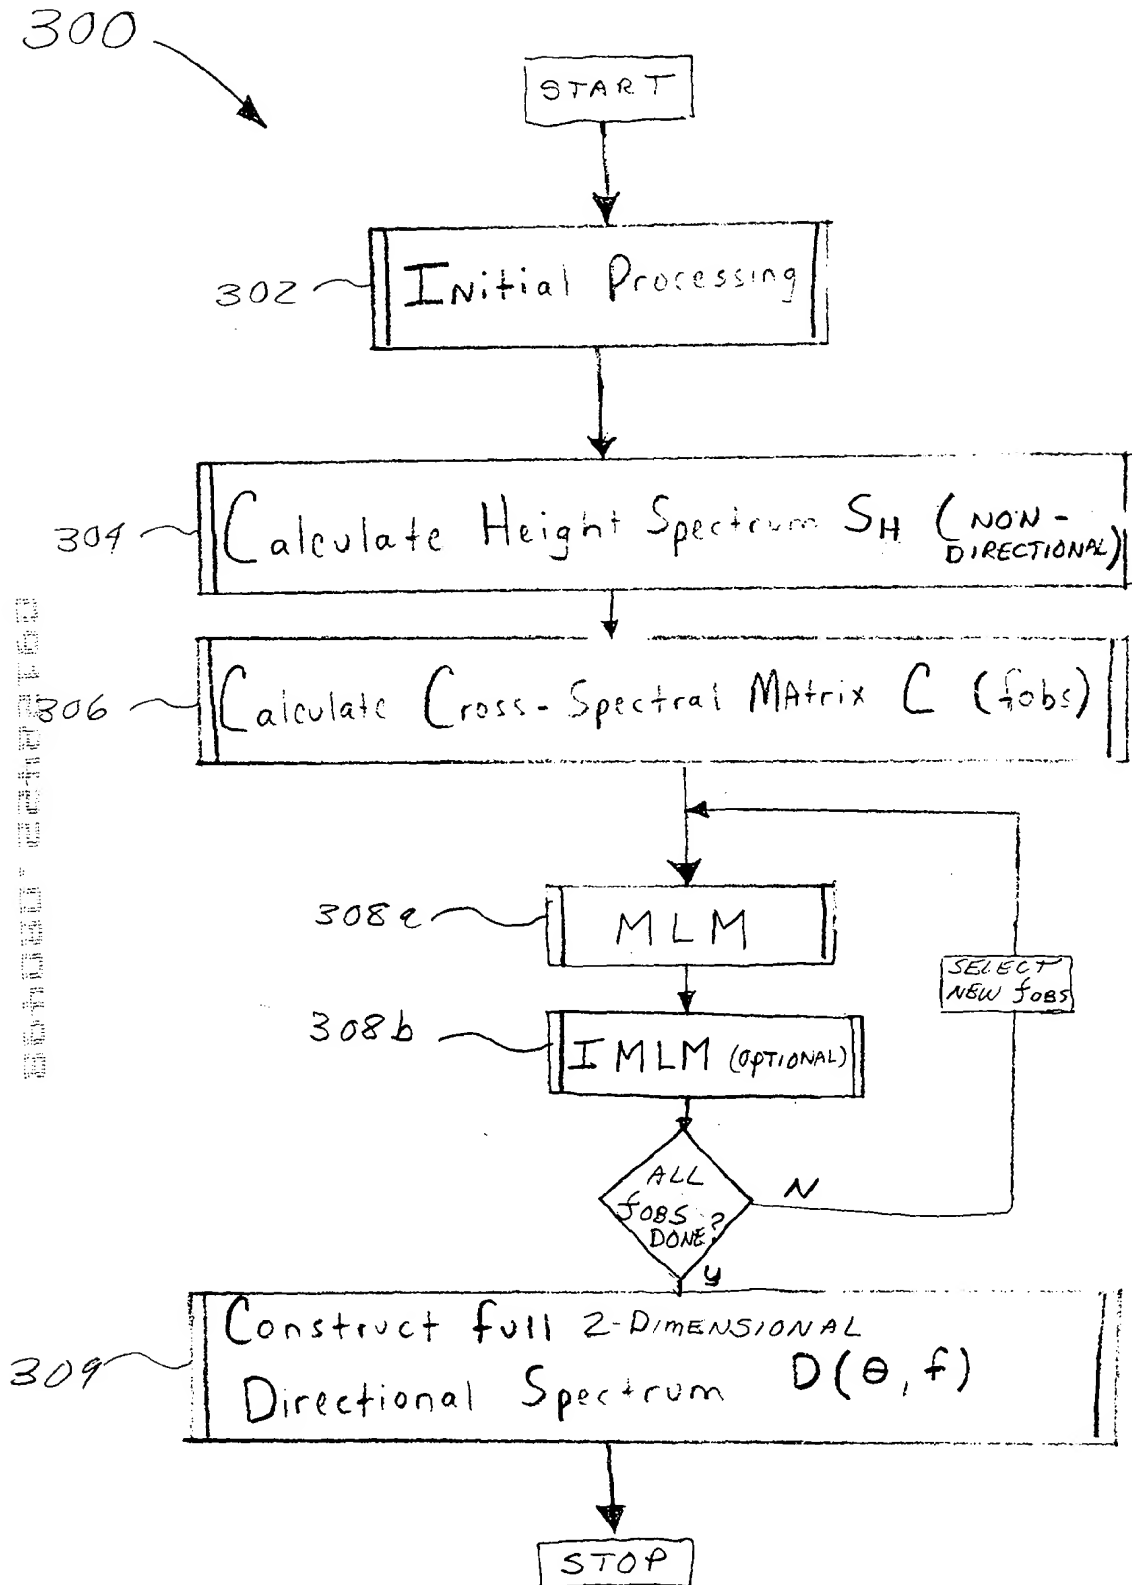 300
START
302
INitial Processing
304
Calculate Height Spectrum SH (NON-
DIRECTIONAL)
306
Calculate Cross-Spectral MAtrix C (fobs)
308a
MLM
SELECT
NEW fOBS
308b
IMLM (OPTIONAL)
ALL
fOBS
DONE?
N
Y
309
Construct full 2-DIMENSIONAL
Directional Spectrum D(θ, f)
STOP